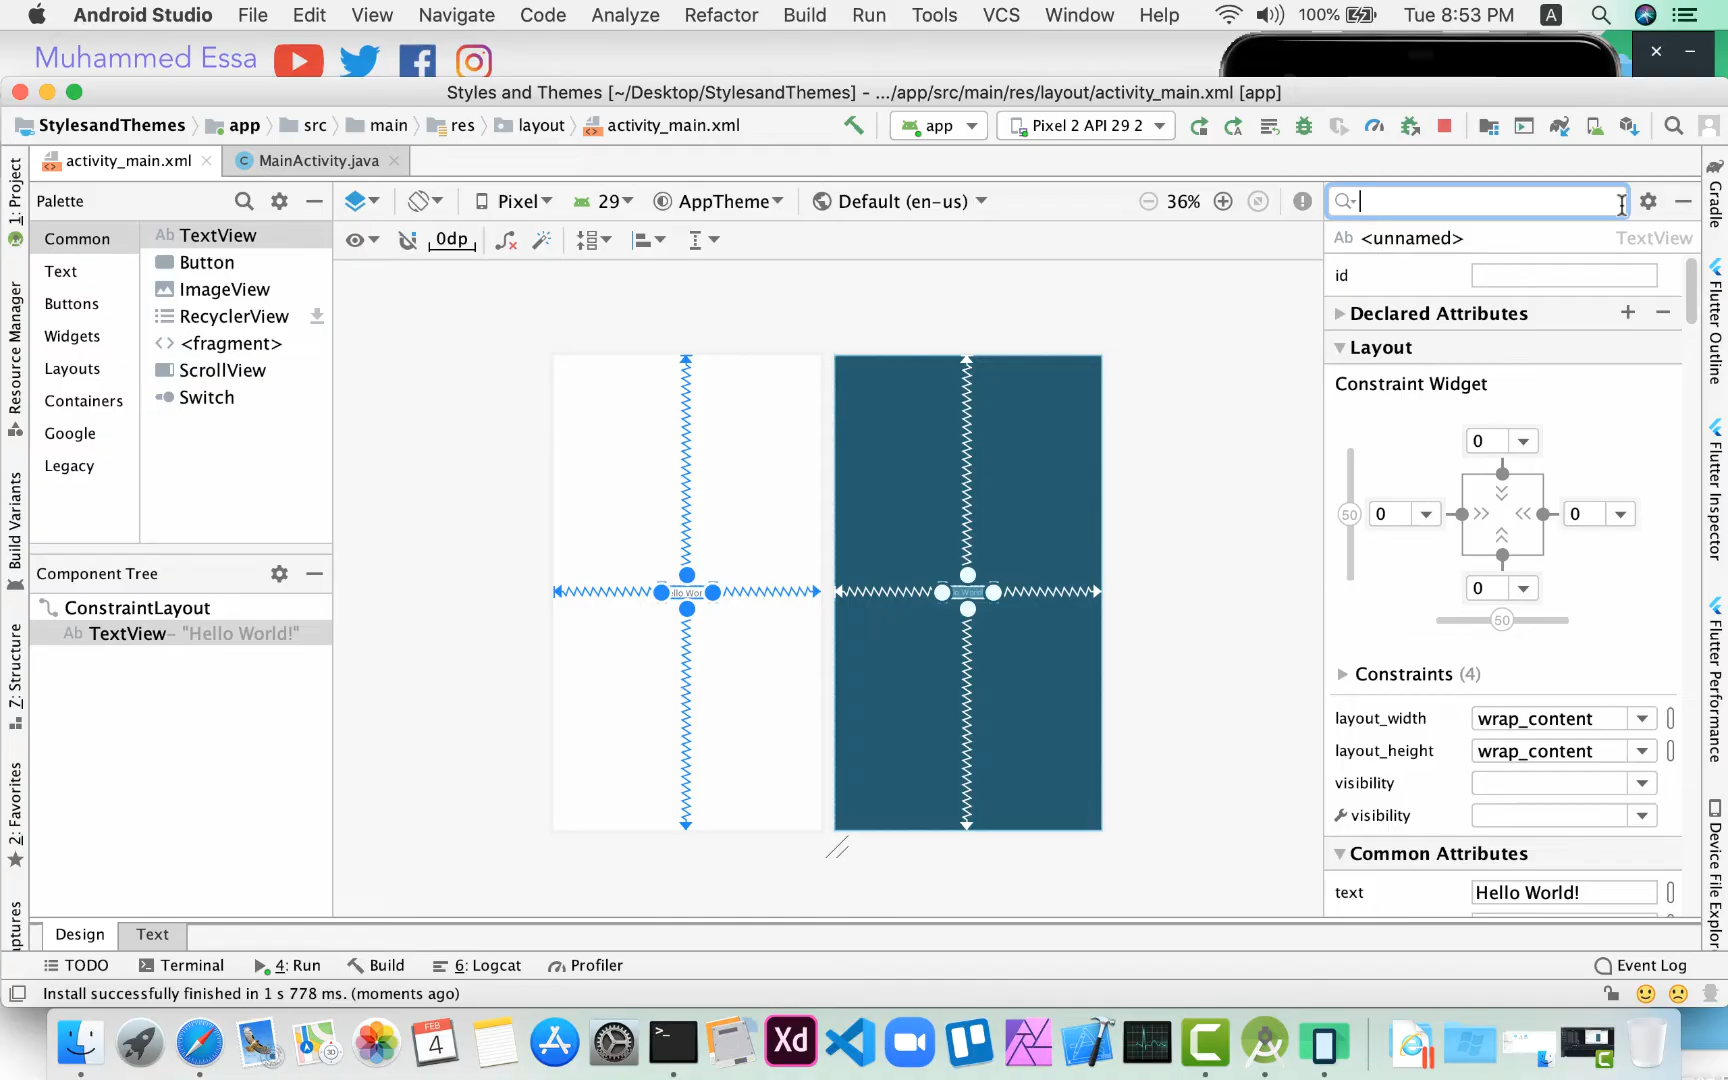 Android Studio File Edit View Navigate Code Analyze Refactor Build Run Tools VCS Window Help 100% Tue 8:53 PM A
Muhammed Essa
Styles and Themes [~/Desktop/StylesandThemes] - .../app/src/main/res/layout/activity_main.xml [app]
StylesandThemes app src main res layout activity_main.xml app Pixel 2 API 29 2
activity_main.xml C MainActivity.java
Palette Pixel 29 AppTheme Default (en-us) 36%
0dp
Common
Text
Buttons
Widgets
Layouts
Containers
Google
Legacy
Ab TextView
Button
ImageView
RecyclerView
<> <fragment>
ScrollView
Switch
Component Tree
ConstraintLayout
Ab TextView– "Hello World!"
Ab <unnamed> TextView
id
Declared Attributes
Layout
Constraint Widget
0
50 0 0
0
50
Constraints (4)
layout_width wrap_content
layout_height wrap_content
visibility
visibility
Common Attributes
text Hello World!
1: Project
Resource Manager
Build Variants
7: Structure
2: Favorites
aptures
Gradle
Flutter Outline
Flutter Inspector
Flutter Performance
Device File Explor
Design Text
TODO Terminal 4: Run Build 6: Logcat Profiler Event Log
Install successfully finished in 1 s 778 ms. (moments ago)
FEB
4
Xd